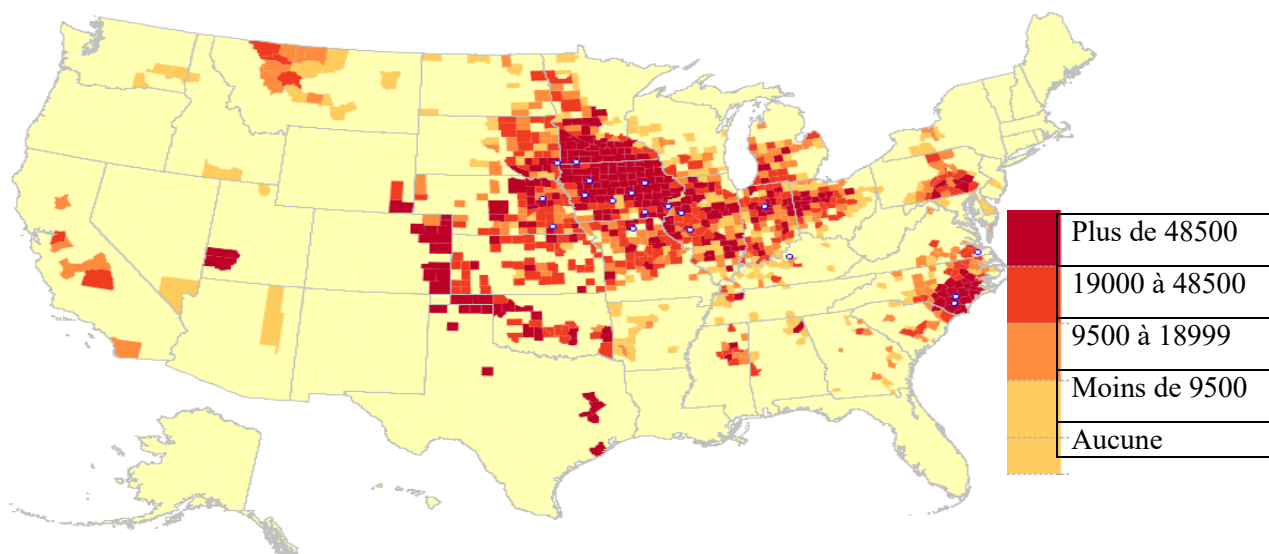 Plus de 48500
19000 à 48500
9500 à 18999
Moins de 9500
Aucune